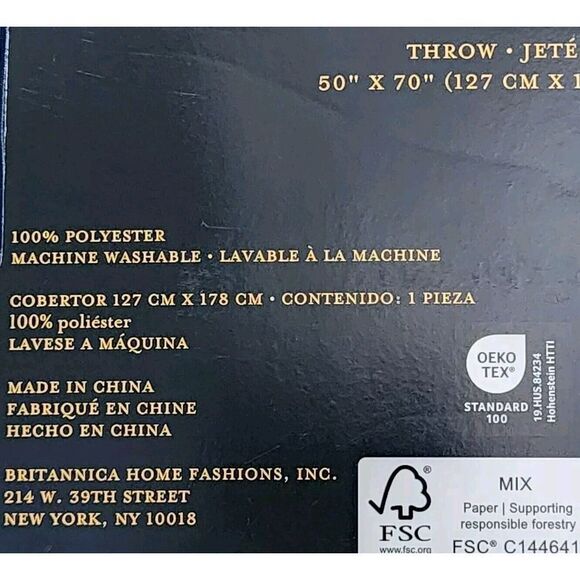 THROW • JETÉ
50" X 70" (127 CM X 1
100% POLYESTER
MACHINE WASHABLE • LAVABLE À LA MACHINE
COBERTOR 127 CM X 178 CM • CONTENIDO: 1 PIEZA
100% poliéster
LAVESE A MÁQUINA
MADE IN CHINA
FABRIQUÉ EN CHINE
HECHO EN CHINA
BRITANNICA HOME FASHIONS, INC.
214 W. 39TH STREET
NEW YORK, NY 10018
OEKO
TEX®
STANDARD
100
19.HUS.84234
Hohenstein HTTI
FSC
www.fsc.org
MIX
Paper | Supporting
responsible forestry
FSC® C144641